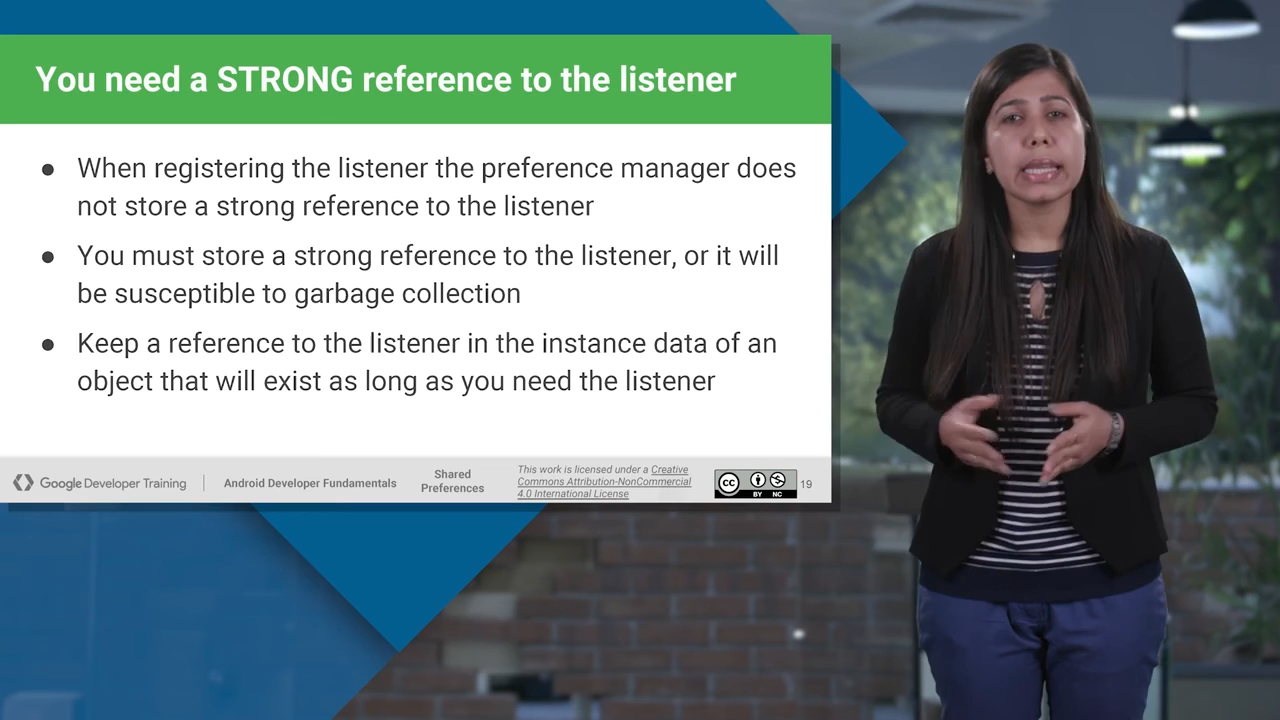 You need a STRONG reference to the listener
● When registering the listener the preference manager does
not store a strong reference to the listener
● You must store a strong reference to the listener, or it will
be susceptible to garbage collection
● Keep a reference to the listener in the instance data of an
object that will exist as long as you need the listener
Google Developer Training
Android Developer Fundamentals
Shared
Preferences
This work is licensed under a Creative
Commons Attribution-NonCommercial
4.0 International License
cc
BY NC
19